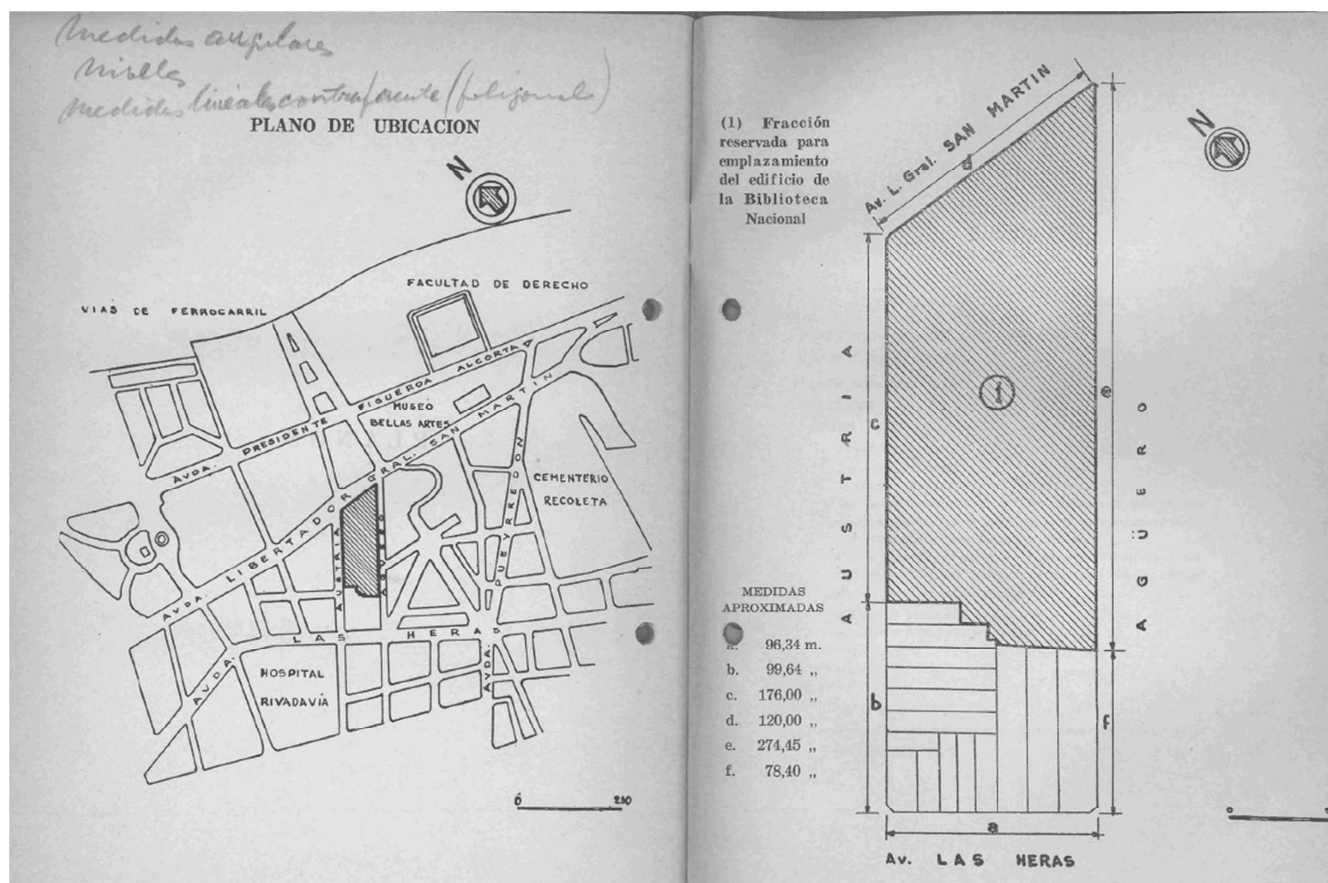 medidas angulares
niveles
medidas lineales contrafrente (poligonal)
PLANO DE UBICACION
N
FACULTAD DE DERECHO
VIAS DE FERROCARRIL
AVDA. PRESIDENTE FIGUEROA ALCORTA
MUSEO
BELLAS ARTES
AVDA. LIBERTADOR GRAL. SAN MARTIN
CEMENTERIO
RECOLETA
AUSTRIA
AVDA. PUEYRREDON
AVDA. LAS HERAS
HOSPITAL
RIVADAVIA
0 250
(1) Fracción
reservada para
emplazamiento
del edificio de
la Biblioteca
Nacional
Av. L. Gral. SAN MARTIN
d
N
1
c
e
AUSTRIA
AGÜERO
MEDIDAS
APROXIMADAS
a. 96,34 m.
b. 99,64 „
c. 176,00 „
d. 120,00 „
e. 274,45 „
f. 78,40 „
b
f
a
Av. LAS HERAS
0